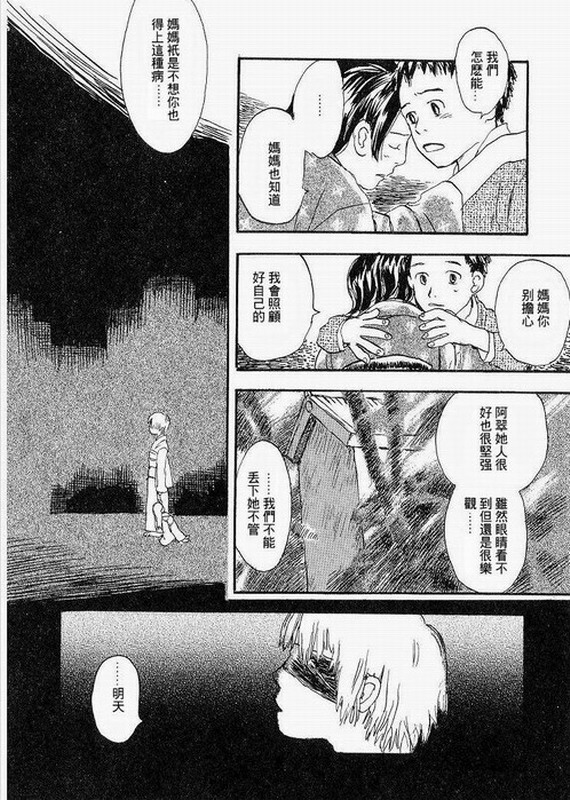 我們
怎麼能……
……
媽媽也知道
媽媽祇是不想你也
得上這種病……
媽媽你
别擔心
我會照顧
好自己的
阿翠她人很
好也很堅强
雖然眼睛看不
到但還是很樂
觀……
……我們不能
丢下她不管
……明天